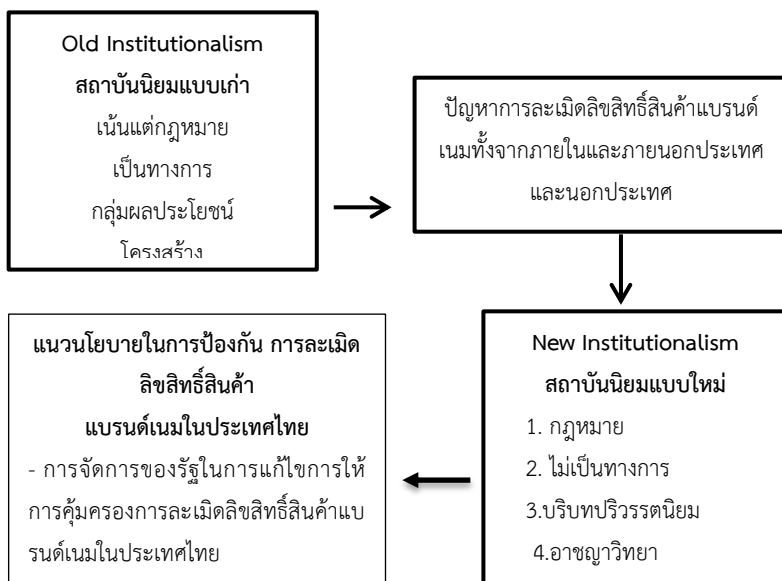 Old Institutionalism
สถาบันนิยมแบบเก่า
เน้นแต่กฎหมาย
เป็นทางการ
กลุ่มผลประโยชน์
โครงสร้าง
ปัญหาการละเมิดลิขสิทธิ์สินค้าแบรนด์
เนมทั้งจากภายในและภายนอกประเทศ
และนอกประเทศ
New Institutionalism
สถาบันนิยมแบบใหม่
1. กฎหมาย
2. ไม่เป็นทางการ
3.บริบทปริวรรตนิยม
4.อาชญาวิทยา
แนวนโยบายในการป้องกัน การละเมิด
ลิขสิทธิ์สินค้า
แบรนด์เนมในประเทศไทย
- การจัดการของรัฐในการแก้ไขการให้
การคุ้มครองการละเมิดลิขสิทธิ์สินค้าแบ
รนด์เนมในประเทศไทย